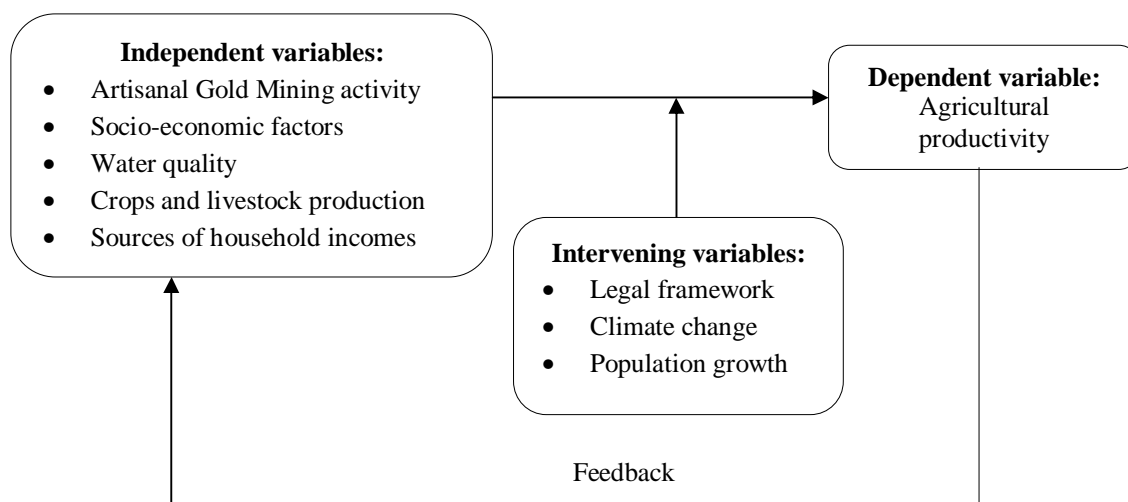 Independent variables:
• Artisanal Gold Mining activity
• Socio-economic factors
• Water quality
• Crops and livestock production
• Sources of household incomes
Dependent variable:
Agricultural
productivity
Intervening variables:
• Legal framework
• Climate change
• Population growth
Feedback